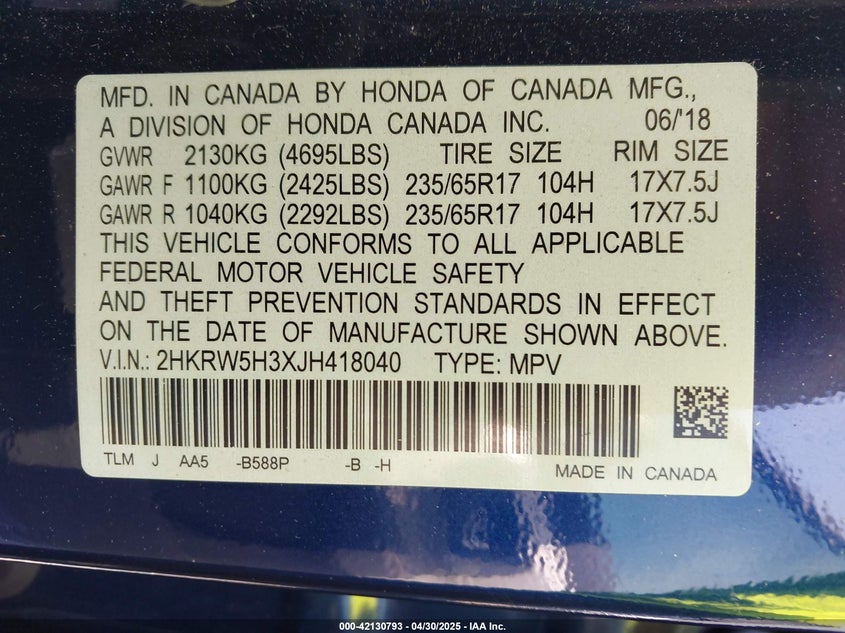 MFD. IN CANADA BY HONDA OF CANADA MFG.,
A DIVISION OF HONDA CANADA INC. 06/'18
GVWR 2130KG (4695LBS) TIRE SIZE RIM SIZE
GAWR F 1100KG (2425LBS) 235/65R17 104H 17X7.5J
GAWR R 1040KG (2292LBS) 235/65R17 104H 17X7.5J
THIS VEHICLE CONFORMS TO ALL APPLICABLE
FEDERAL MOTOR VEHICLE SAFETY
AND THEFT PREVENTION STANDARDS IN EFFECT
ON THE DATE OF MANUFACTURE SHOWN ABOVE.
V.I.N.: 2HKRW5H3XJH418040 TYPE: MPV
TLM J AA5 -B588P -B -H
MADE IN CANADA
000-42130793 - 04/30/2025 - IAA Inc.